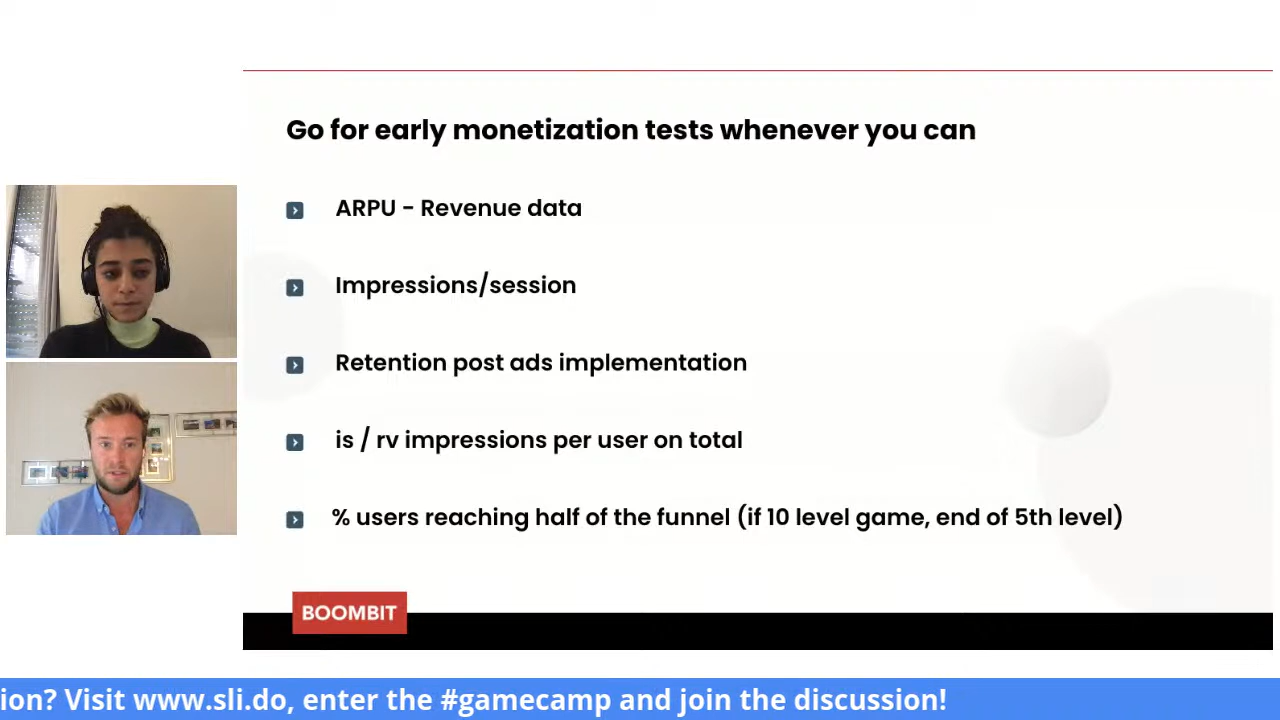 Go for early monetization tests whenever you can
ARPU - Revenue data
Impressions/session
Retention post ads implementation
is / rv impressions per user on total
% users reaching half of the funnel (if 10 level game, end of 5th level)
BOOMBIT
ion? Visit www.sli.do, enter the #gamecamp and join the discussion!